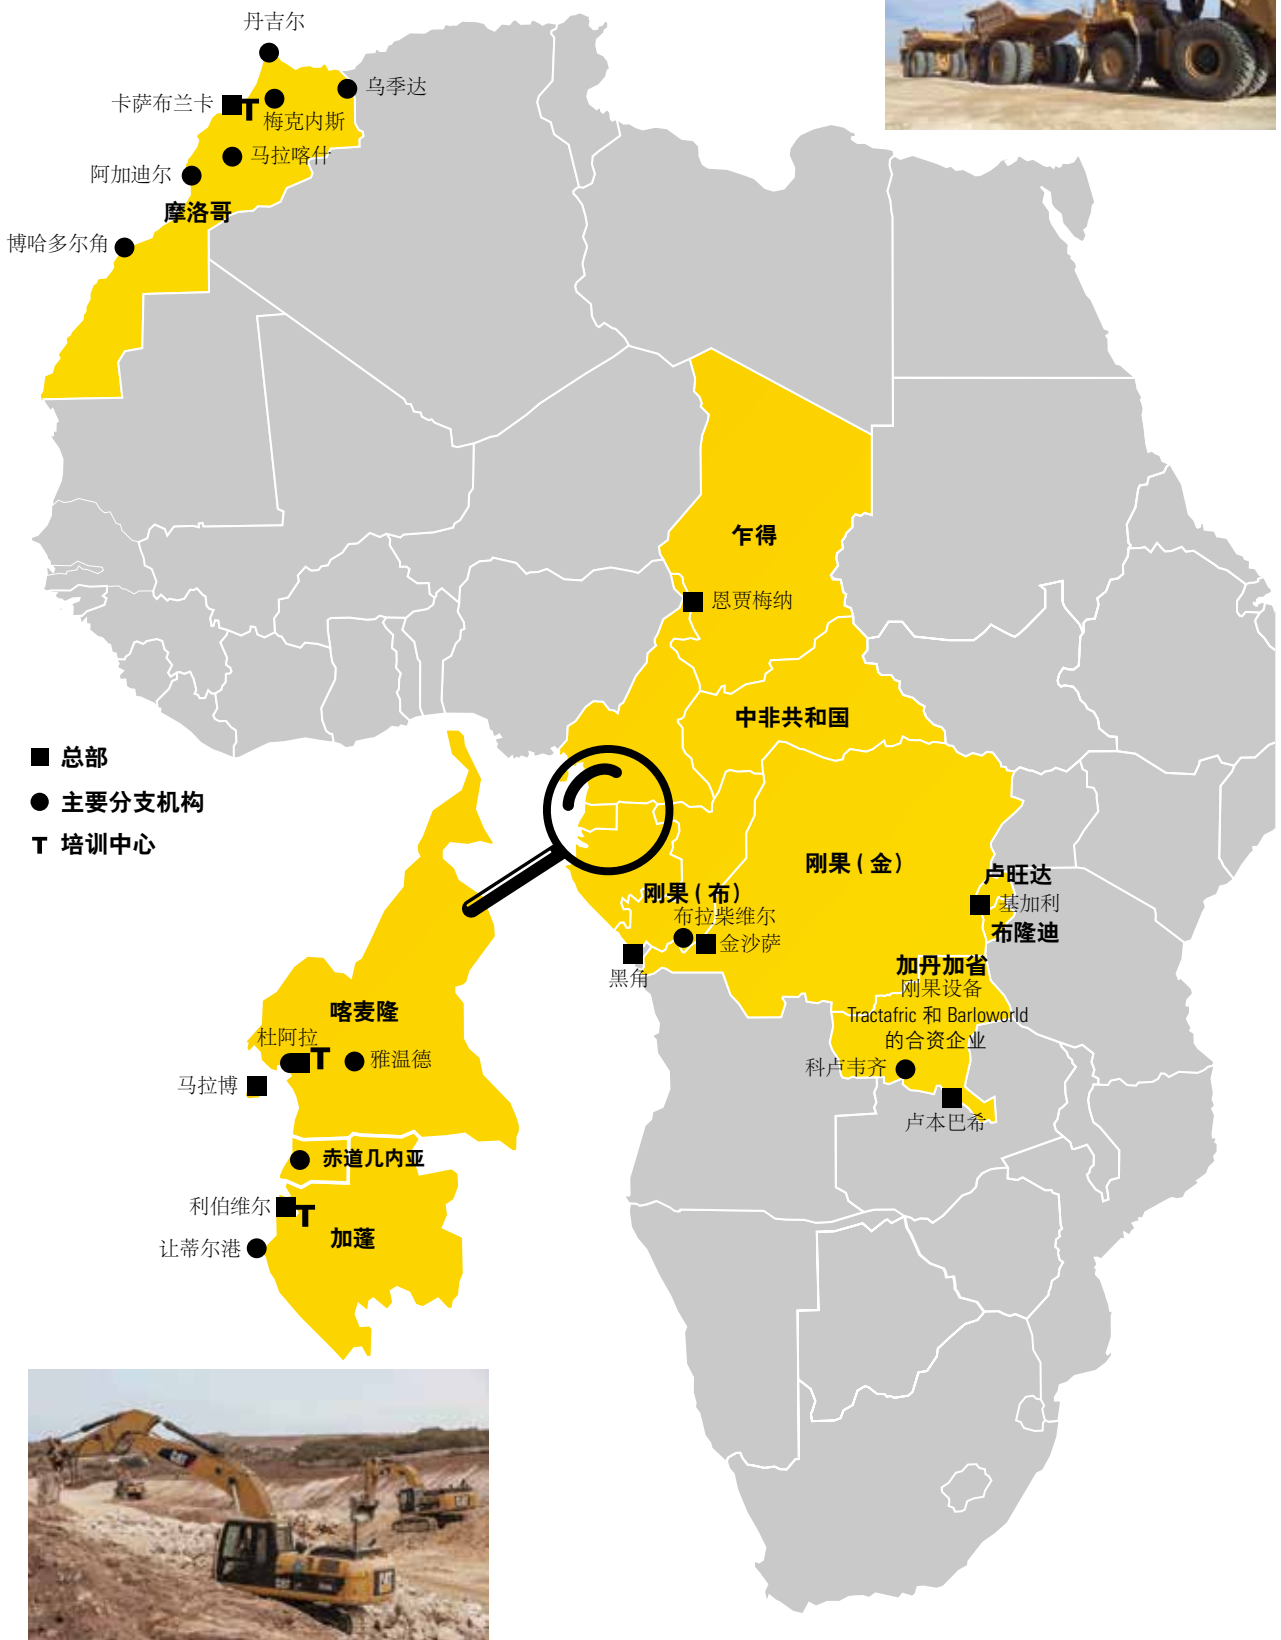 丹吉尔
乌季达
卡萨布兰卡 T
梅克内斯
马拉喀什
阿加迪尔
摩洛哥
博哈多尔角
乍得
恩贾梅纳
中非共和国
总部
主要分支机构
T 培训中心
刚果(金)
卢旺达
刚果(布)
基加利
布拉柴维尔
布隆迪
金沙萨
黑角
加丹加省
刚果设备
Tractafric 和 Barloworld
的合资企业
科卢韦齐
卢本巴希
喀麦隆
杜阿拉
T
雅温德
马拉博
赤道几内亚
利伯维尔 T
加蓬
让蒂尔港
CAT
CAT